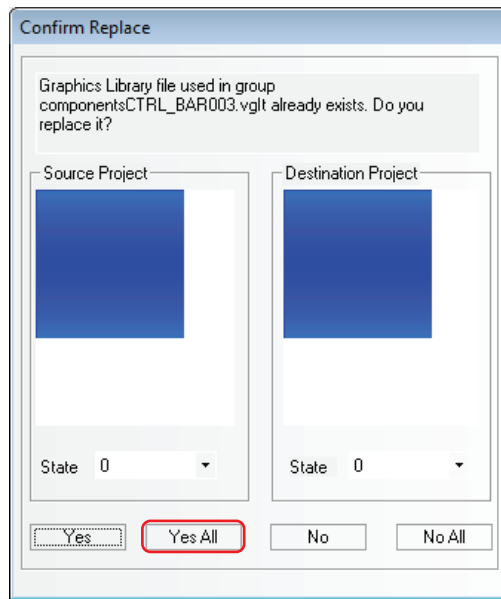 Confirm Replace
Graphics Library file used in group
componentsCTRL_BAR003.vglt already exists. Do you
replace it?
Source Project
Destination Project
State 0
State 0
Yes
Yes All
No
No All